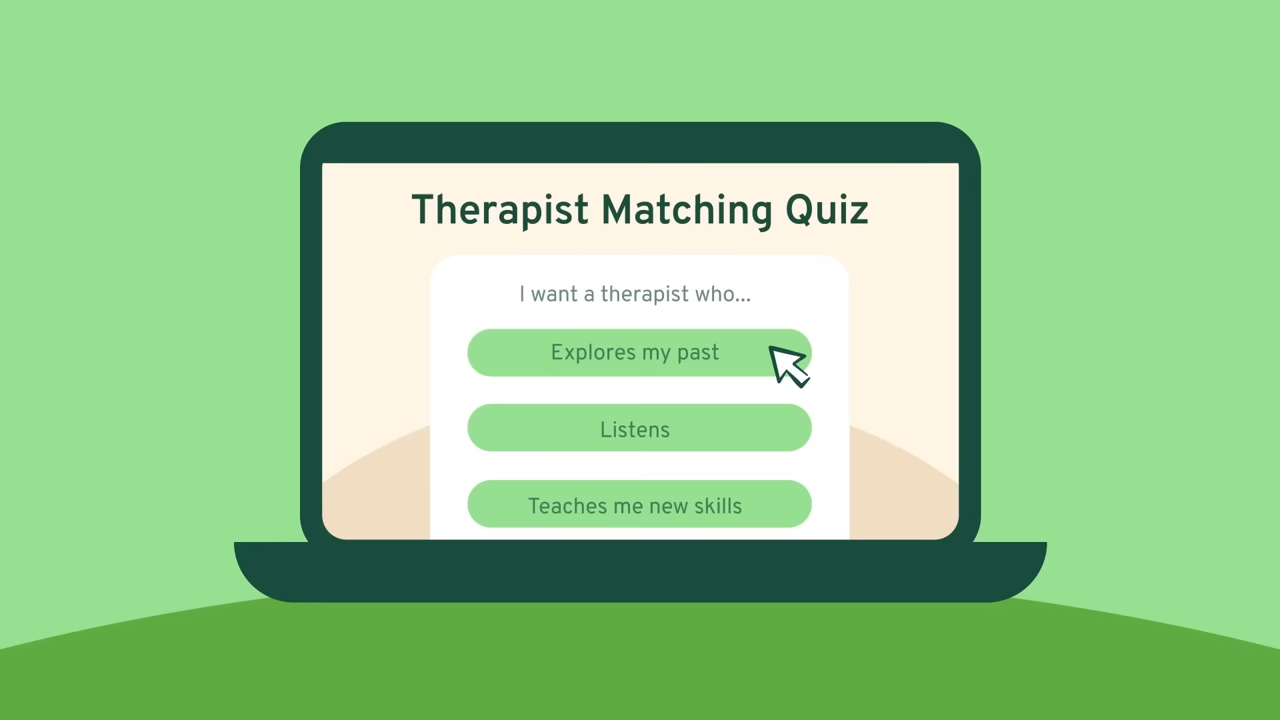 Therapist Matching Quiz
I want a therapist who...
Explores my past
Listens
Teaches me new skills